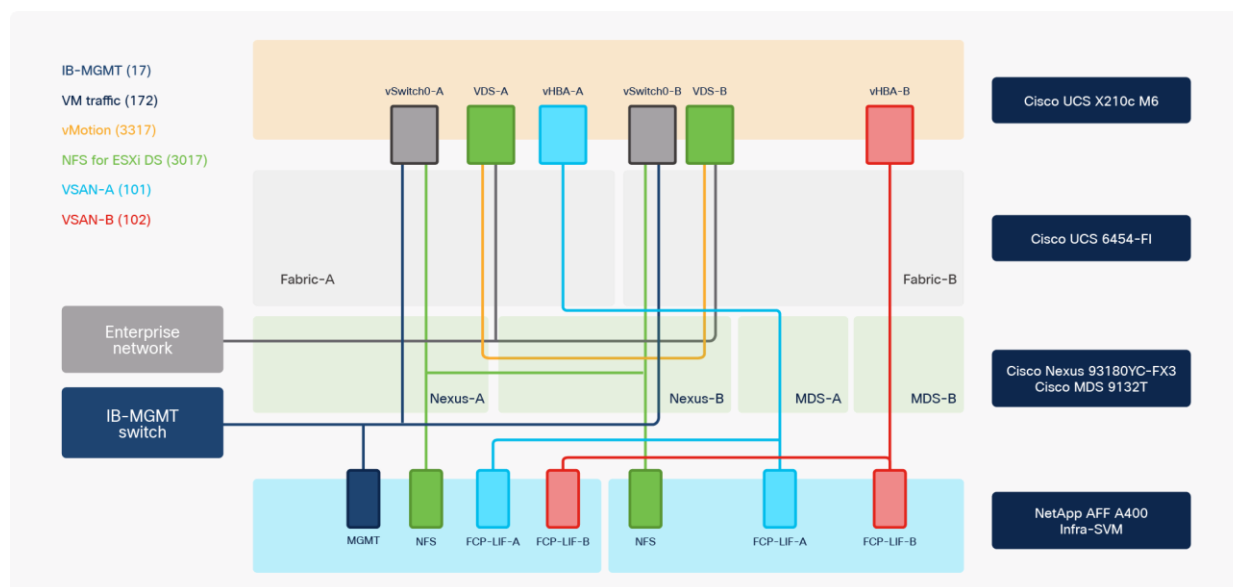 IB-MGMT (17)
VM traffic (172)
vMotion (3317)
NFS for ESXi DS (3017)
VSAN-A (101)
VSAN-B (102)
vSwitch0-A
VDS-A
vHBA-A
vSwitch0-B
VDS-B
vHBA-B
Cisco UCS X210c M6
Fabric-A
Fabric-B
Cisco UCS 6454-FI
Enterprise
network
Nexus-A
Nexus-B
MDS-A
MDS-B
Cisco Nexus 93180YC-FX3
Cisco MDS 9132T
IB-MGMT
switch
MGMT
NFS
FCP-LIF-A
FCP-LIF-B
NFS
FCP-LIF-A
FCP-LIF-B
NetApp AFF A400
Infra-SVM